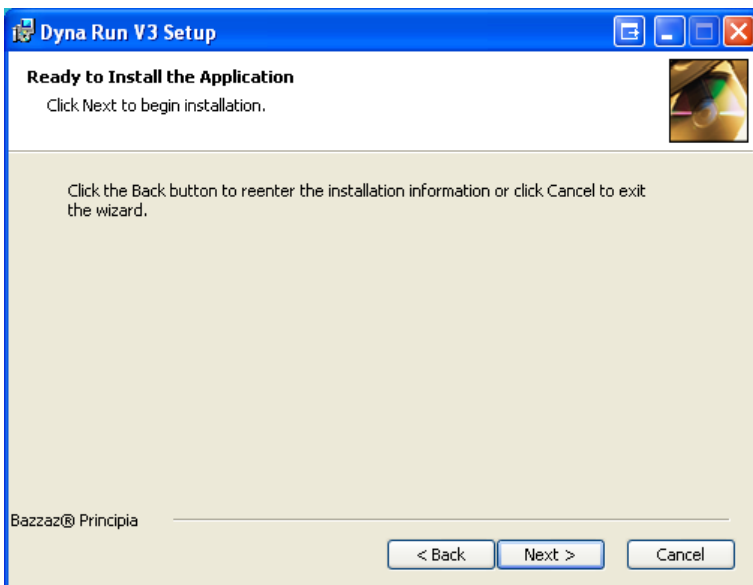 Dyna Run V3 Setup
Ready to Install the Application
Click Next to begin installation.
Click the Back button to reenter the installation information or click Cancel to exit
the wizard.
Bazzaz® Principia
< Back
Next >
Cancel